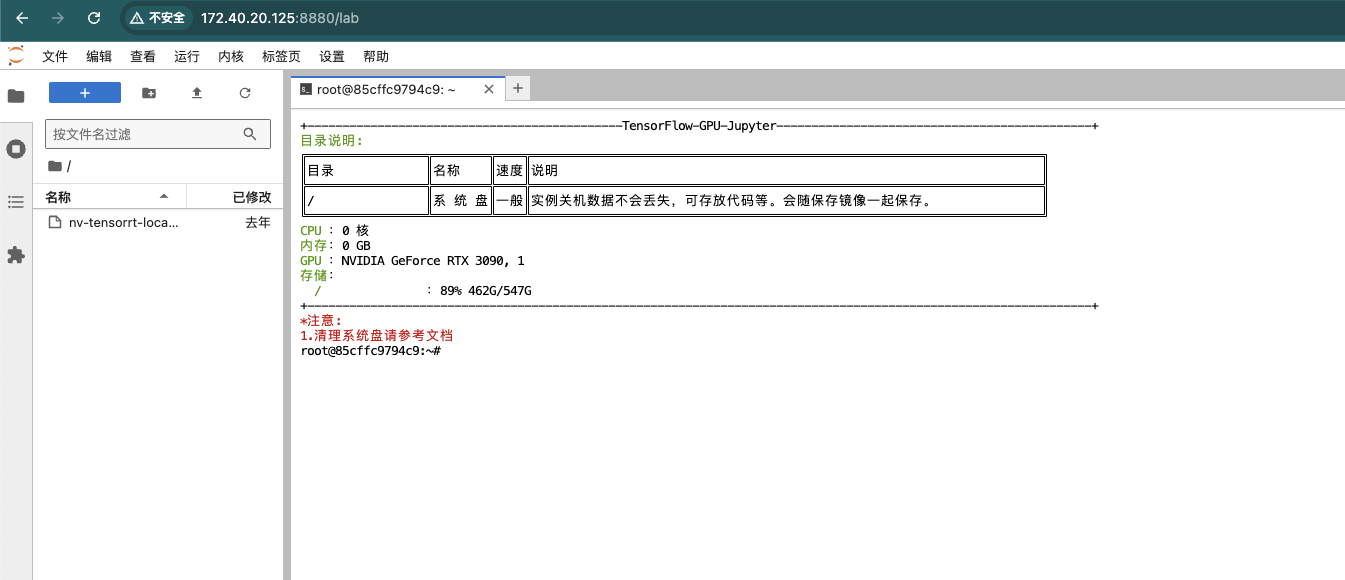 不安全 172.40.20.125:8880/lab
文件 编辑 查看 运行 内核 标签页 设置 帮助
root@85cffc9794c9: ~
按文件名过滤
/
名称 已修改
nv-tensorrt-loca... 去年
TensorFlow-GPU-Jupyter
目录说明:
目录 名称 速度 说明
/ 系 统 盘 一般 实例关机数据不会丢失，可存放代码等。会随保存镜像一起保存。
CPU : 0 核
内存: 0 GB
GPU : NVIDIA GeForce RTX 3090, 1
存储:
/ : 89% 462G/547G
*注意:
1.清理系统盘请参考文档
root@85cffc9794c9:~#